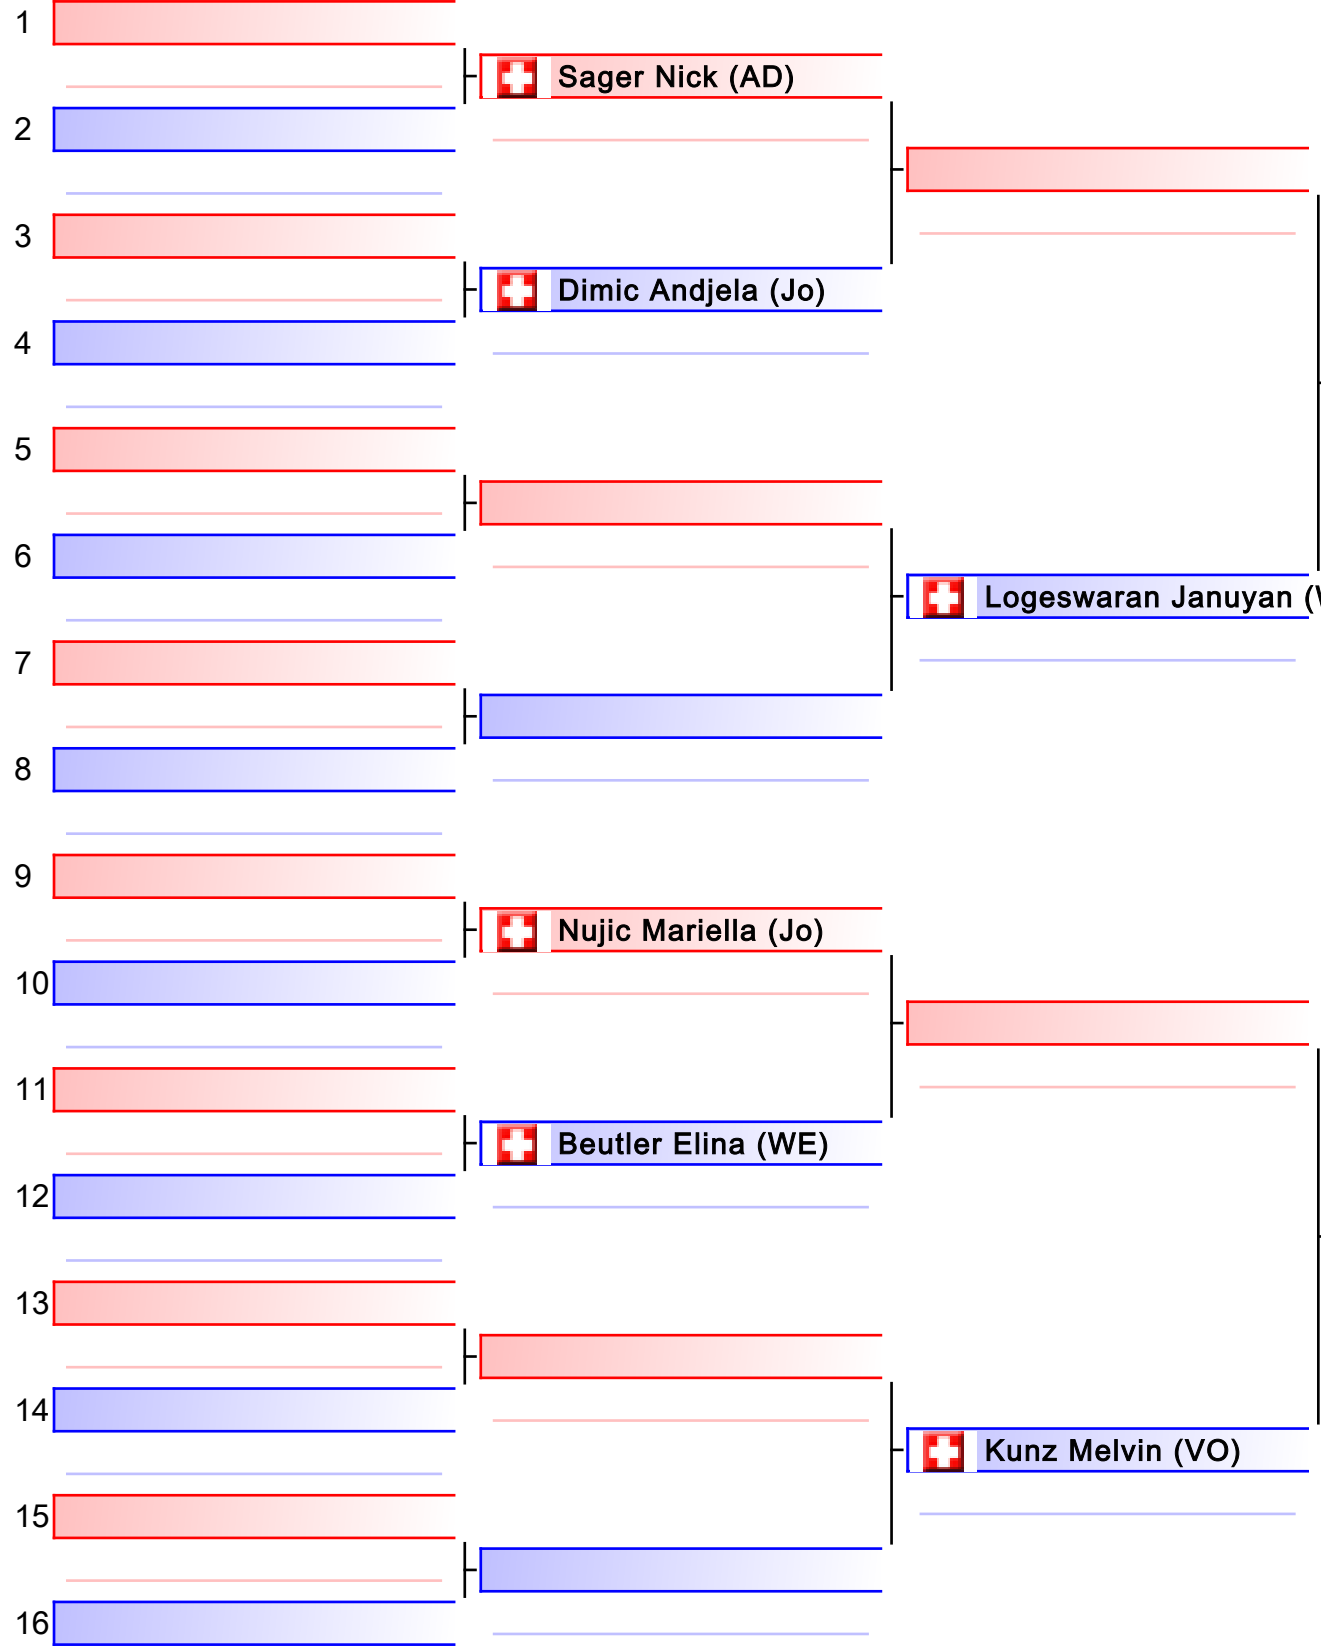 1
Sager Nick (AD)
2
3
Dimic Andjela (Jo)
4
5
6
Logeswaran Januyan (
7
8
9
Nujic Mariella (Jo)
10
11
Beutler Elina (WE)
12
13
14
Kunz Melvin (VO)
15
16